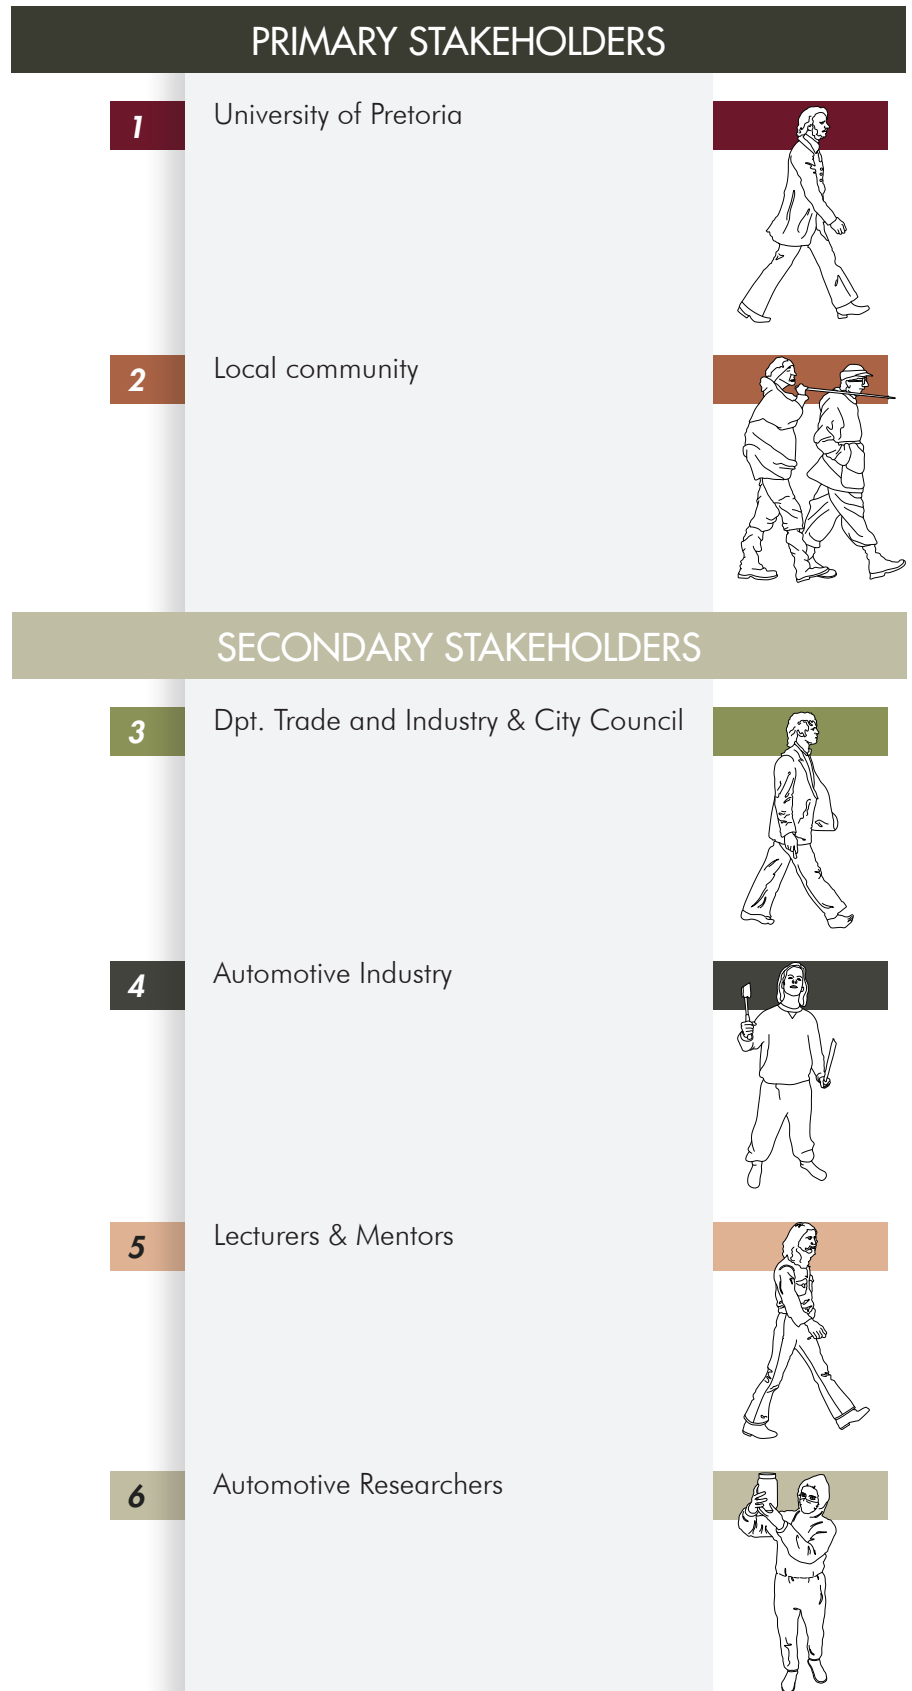 PRIMARY STAKEHOLDERS
1
University of Pretoria
2
Local community
SECONDARY STAKEHOLDERS
3
Dpt. Trade and Industry & City Council
4
Automotive Industry
5
Lecturers & Mentors
6
Automotive Researchers